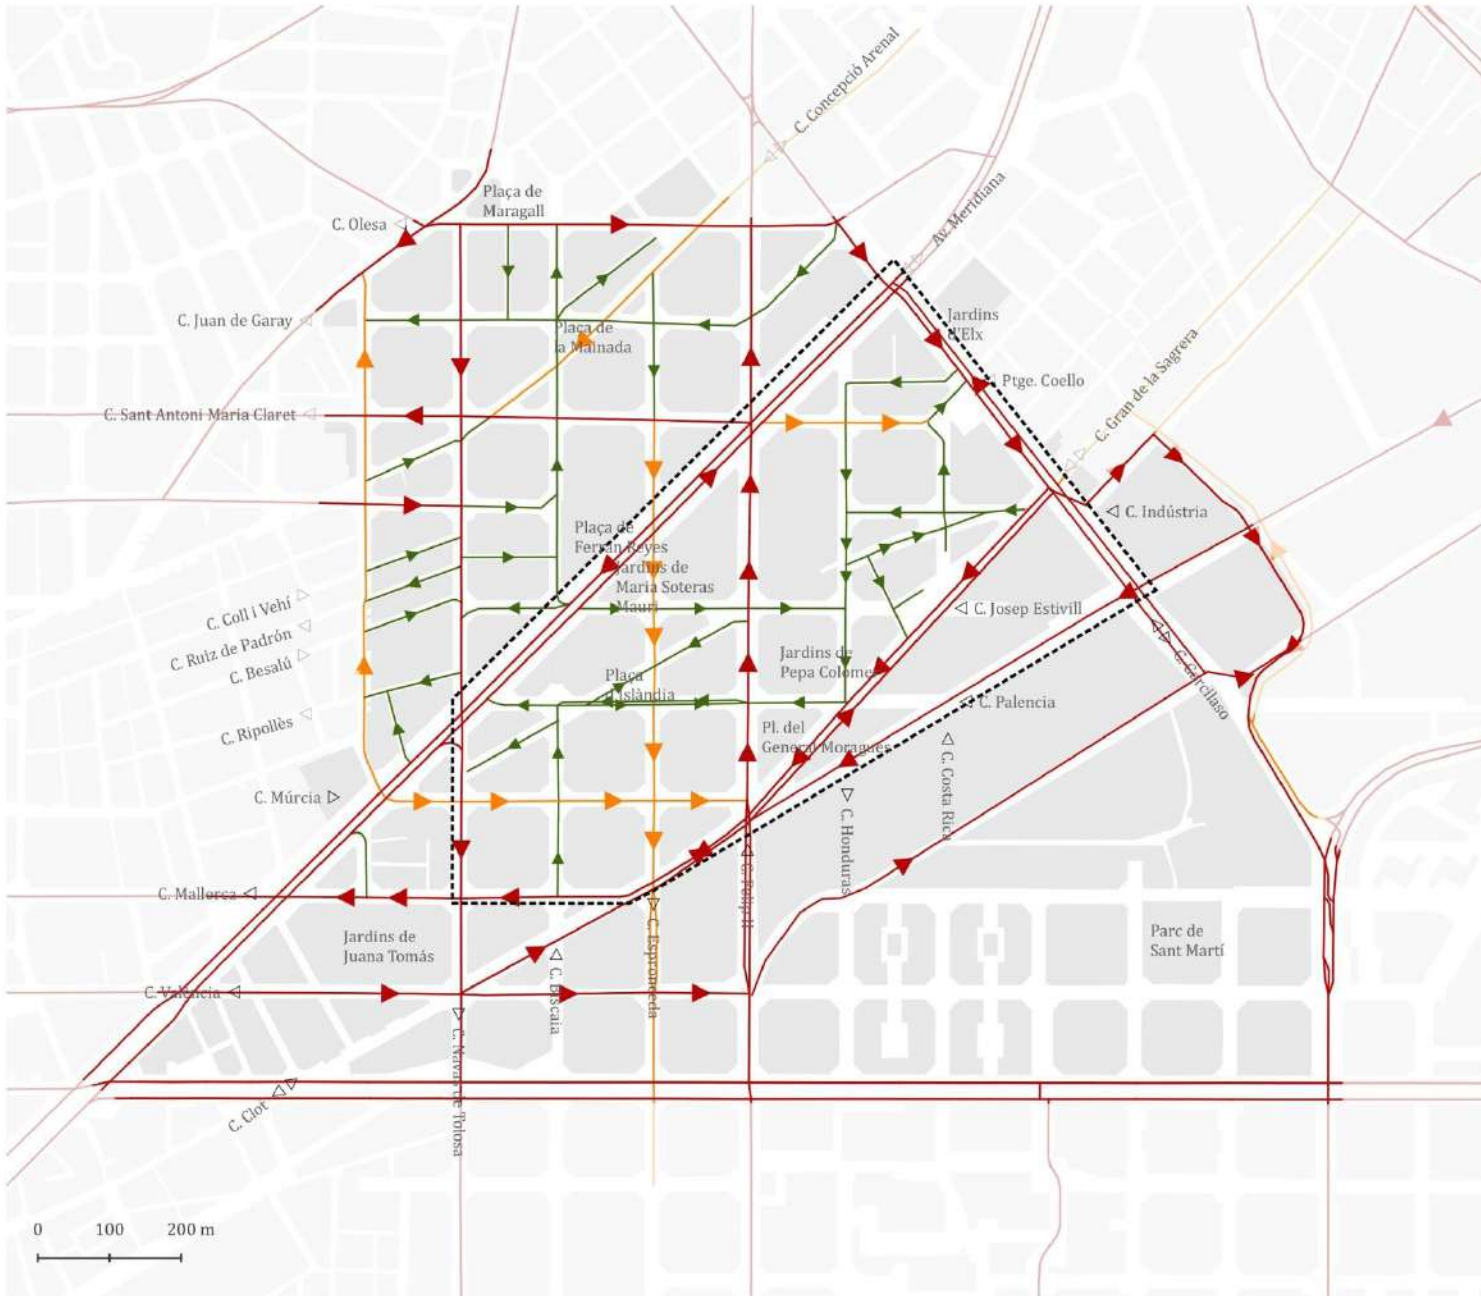 C. Concepció Arenal
Plaça de
Maragall
C. Olesa
Av. Meridiana
C. Juan de Garay
Plaça de
la Mainada
Jardins
d'Elx
Ptge. Coello
C. Gran de la Sagrera
C. Sant Antoni Maria Claret
C. Indústria
Plaça de
Ferran Reyes
Jardins de
Maria Soteras
Mauri
C. Coll i Vehí
C. Ruiz de Padrón
C. Besalú
C. Ripollès
C. Josep Estivill
Jardins de
Pepa Colomer
C. Garcilaso
Plaça
d'Islàndia
C. Palencia
Pl. del
General Moragues
C. Múrcia
C. Costa Rica
C. Honduras
C. Mallorca
C. Felip II
Jardins de
Juana Tomás
C. Espronceda
Parc de
Sant Martí
C. València
C. Biscaia
C. Navas de Tolosa
C. Clot
0 100 200 m